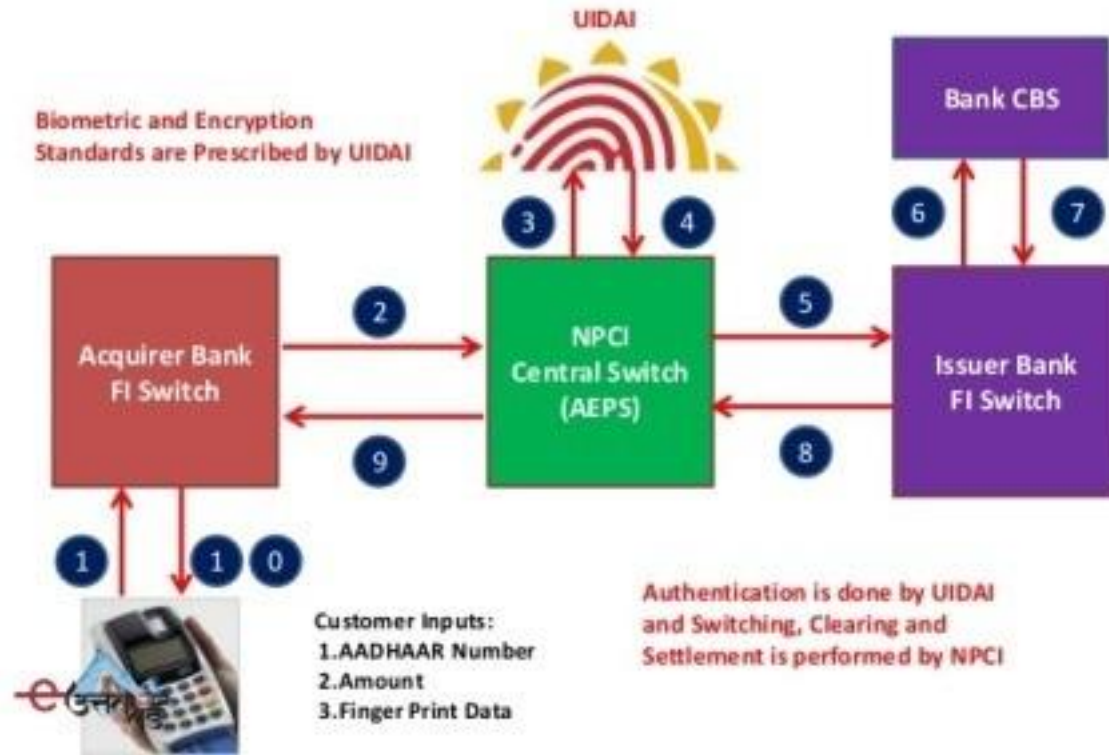 UIDAI
Biometric and Encryption
Standards are Prescribed by UIDAI
Bank CBS
3
4
6
7
2
5
Acquirer Bank
FI Switch
NPCI
Central Switch
(AEPS)
Issuer Bank
FI Switch
9
8
1
1 0
Customer Inputs:
1.AADHAAR Number
2.Amount
3.Finger Print Data
Authentication is done by UIDAI
and Switching, Clearing and
Settlement is performed by NPCI